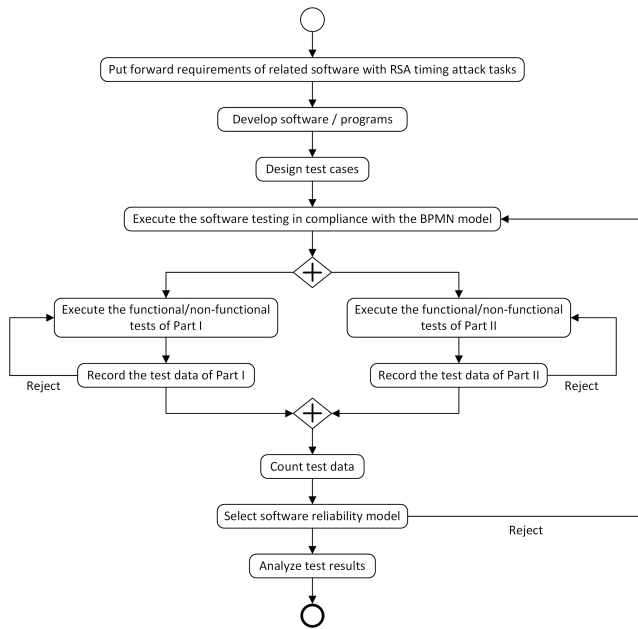 Put forward requirements of related software with RSA timing attack tasks
Develop software / programs
Design test cases
Execute the software testing in compliance with the BPMN model
Execute the functional/non-functional
tests of Part I
Execute the functional/non-functional
tests of Part II
Record the test data of Part I
Reject
Record the test data of Part II
Reject
Count test data
Select software reliability model
Reject
Analyze test results